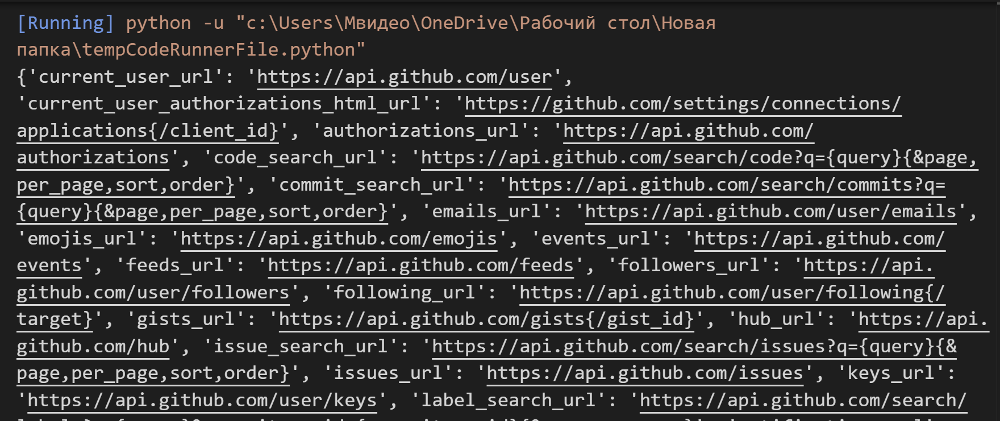 [Running] python -u "c:\Users\Мвидео\OneDrive\Рабочий стол\Новая
папка\tempCodeRunnerFile.python"
{'current_user_url': 'https://api.github.com/user',
'current_user_authorizations_html_url': 'https://github.com/settings/connections/
applications{/client_id}', 'authorizations_url': 'https://api.github.com/
authorizations', 'code_search_url': 'https://api.github.com/search/code?q={query}{&page,
per_page,sort,order}', 'commit_search_url': 'https://api.github.com/search/commits?q=
{query}{&page,per_page,sort,order}', 'emails_url': 'https://api.github.com/user/emails',
'emojis_url': 'https://api.github.com/emojis', 'events_url': 'https://api.github.com/
events', 'feeds_url': 'https://api.github.com/feeds', 'followers_url': 'https://api.
github.com/user/followers', 'following_url': 'https://api.github.com/user/following{/
target}', 'gists_url': 'https://api.github.com/gists{/gist_id}', 'hub_url': 'https://api.
github.com/hub', 'issue_search_url': 'https://api.github.com/search/issues?q={query}{&
page,per_page,sort,order}', 'issues_url': 'https://api.github.com/issues', 'keys_url':
'https://api.github.com/user/keys', 'label_search_url': 'https://api.github.com/search/